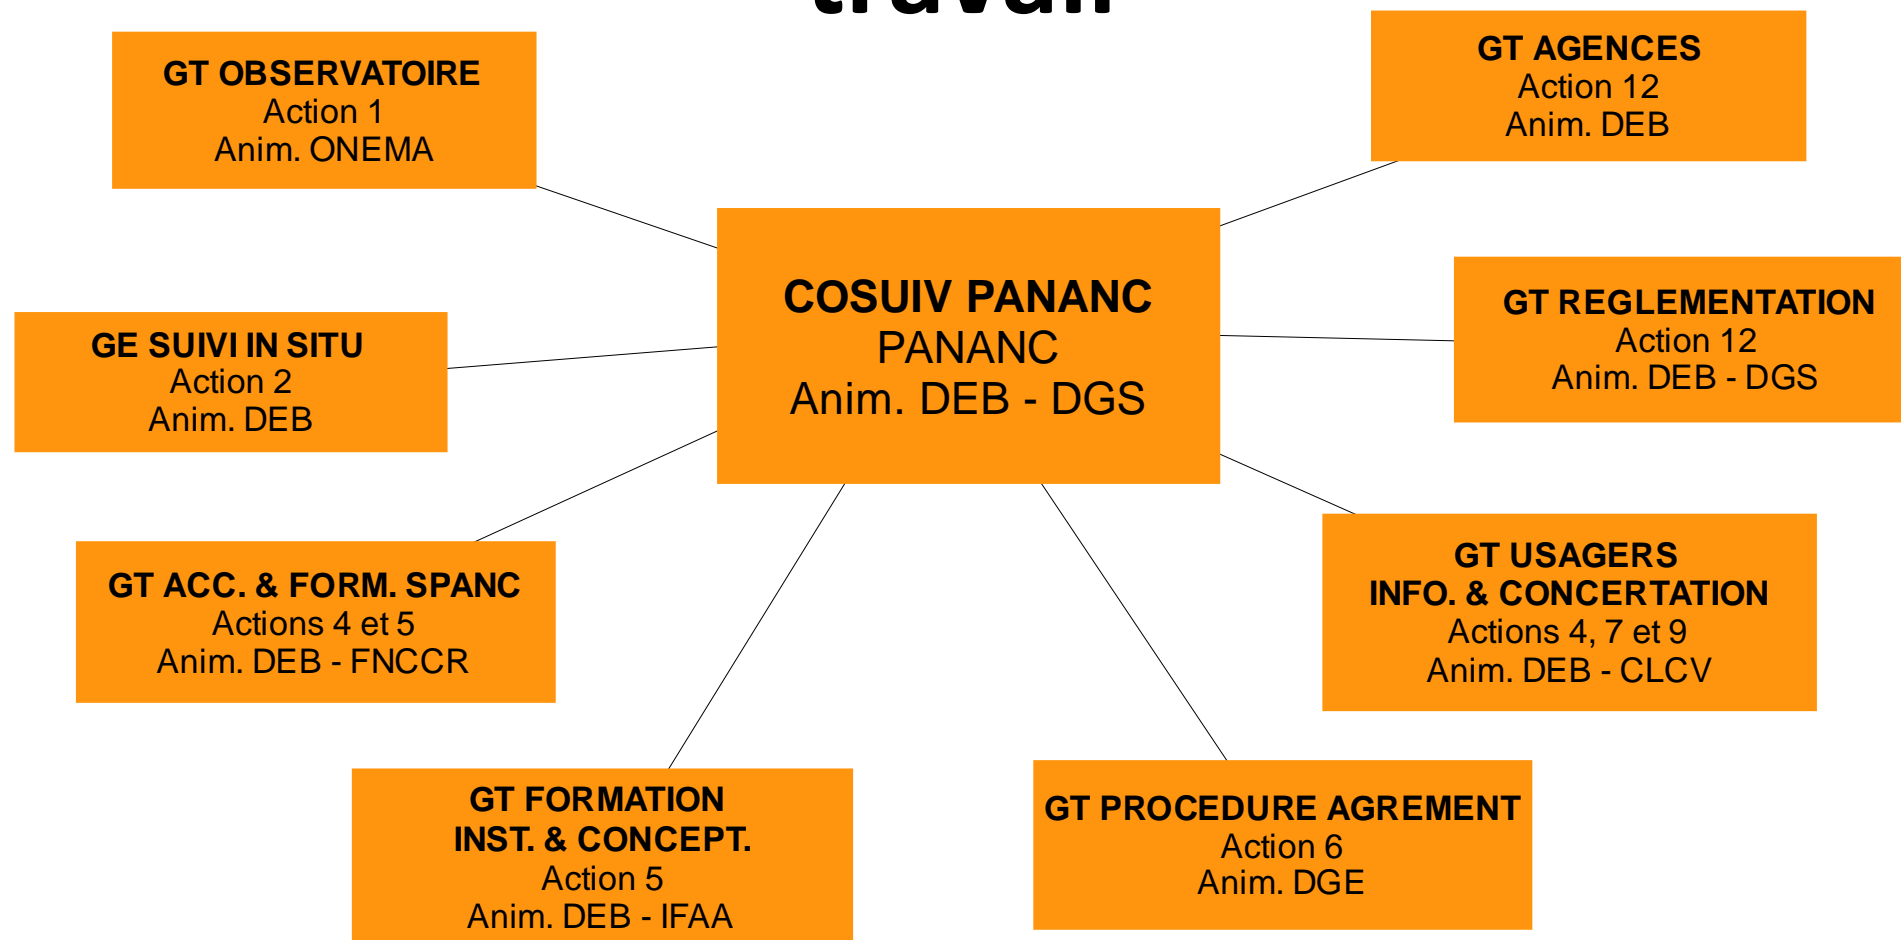 travail
GT OBSERVATOIRE
Action 1
Anim. ONEMA
GT AGENCES
Action 12
Anim. DEB
COSUIV PANANC
PANANC
Anim. DEB - DGS
GE SUIVI IN SITU
Action 2
Anim. DEB
GT REGLEMENTATION
Action 12
Anim. DEB - DGS
GT ACC. & FORM. SPANC
Actions 4 et 5
Anim. DEB - FNCCR
GT USAGERS
INFO. & CONCERTATION
Actions 4, 7 et 9
Anim. DEB - CLCV
GT FORMATION
INST. & CONCEPT.
Action 5
Anim. DEB - IFAA
GT PROCEDURE AGREMENT
Action 6
Anim. DGE